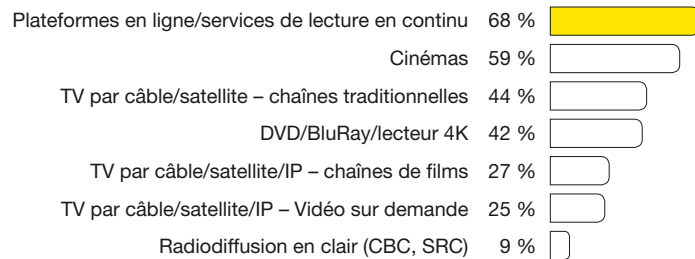 Plateformes en ligne/services de lecture en continu 68 %
Cinémas 59 %
TV par câble/satellite – chaînes traditionnelles 44 %
DVD/BluRay/lecteur 4K 42 %
TV par câble/satellite/IP – chaînes de films 27 %
TV par câble/satellite/IP – Vidéo sur demande 25 %
Radiodiffusion en clair (CBC, SRC) 9 %